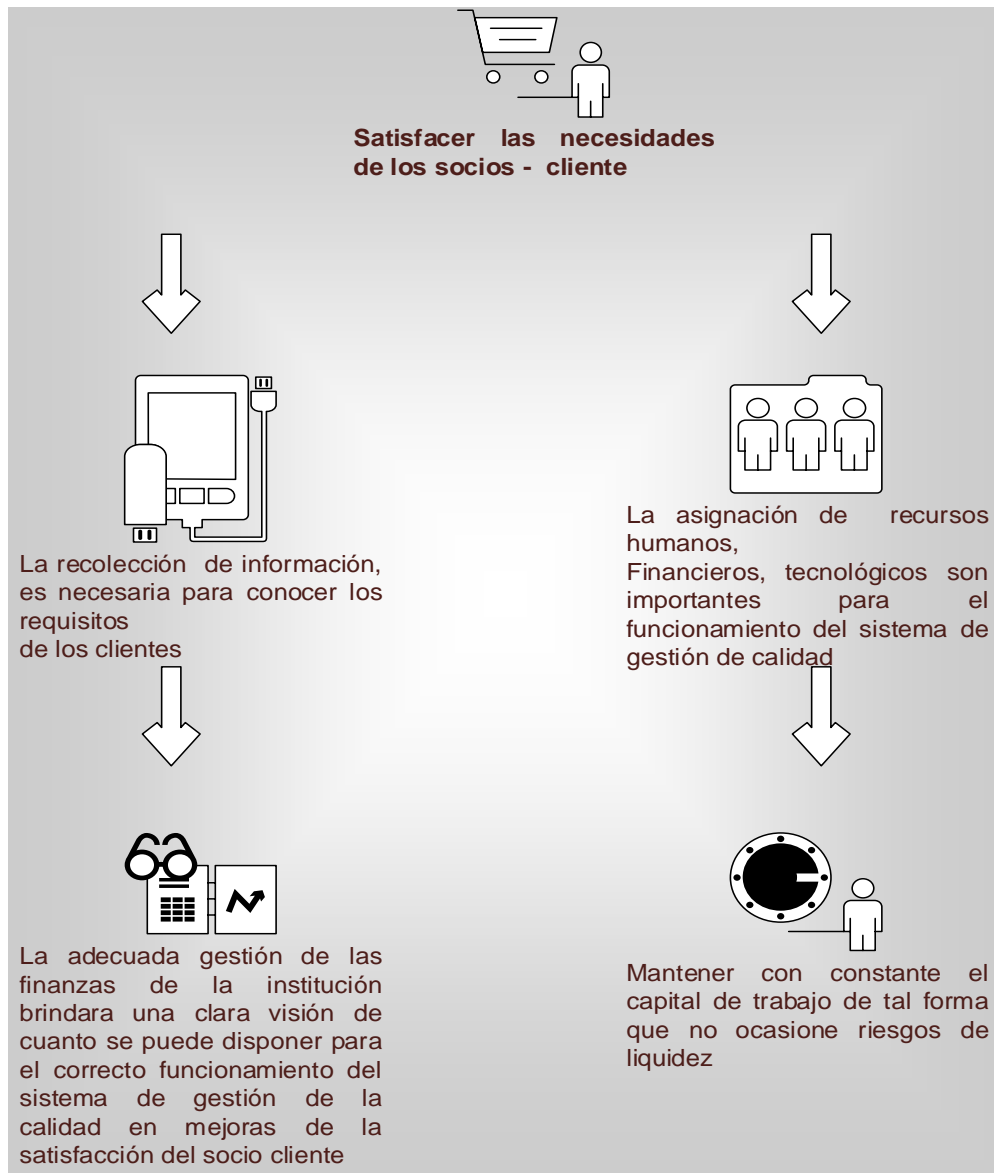 Satisfacer las necesidades
de los socios - cliente
La recolección de información,
es necesaria para conocer los
requisitos
de los clientes
La asignación de recursos
humanos,
Financieros, tecnológicos son
importantes para el
funcionamiento del sistema de
gestión de calidad
La adecuada gestión de las
finanzas de la institución
brindara una clara visión de
cuanto se puede disponer para
el correcto funcionamiento del
sistema de gestión de la
calidad en mejoras de la
satisfacción del socio cliente
Mantener con constante el
capital de trabajo de tal forma
que no ocasione riesgos de
liquidez